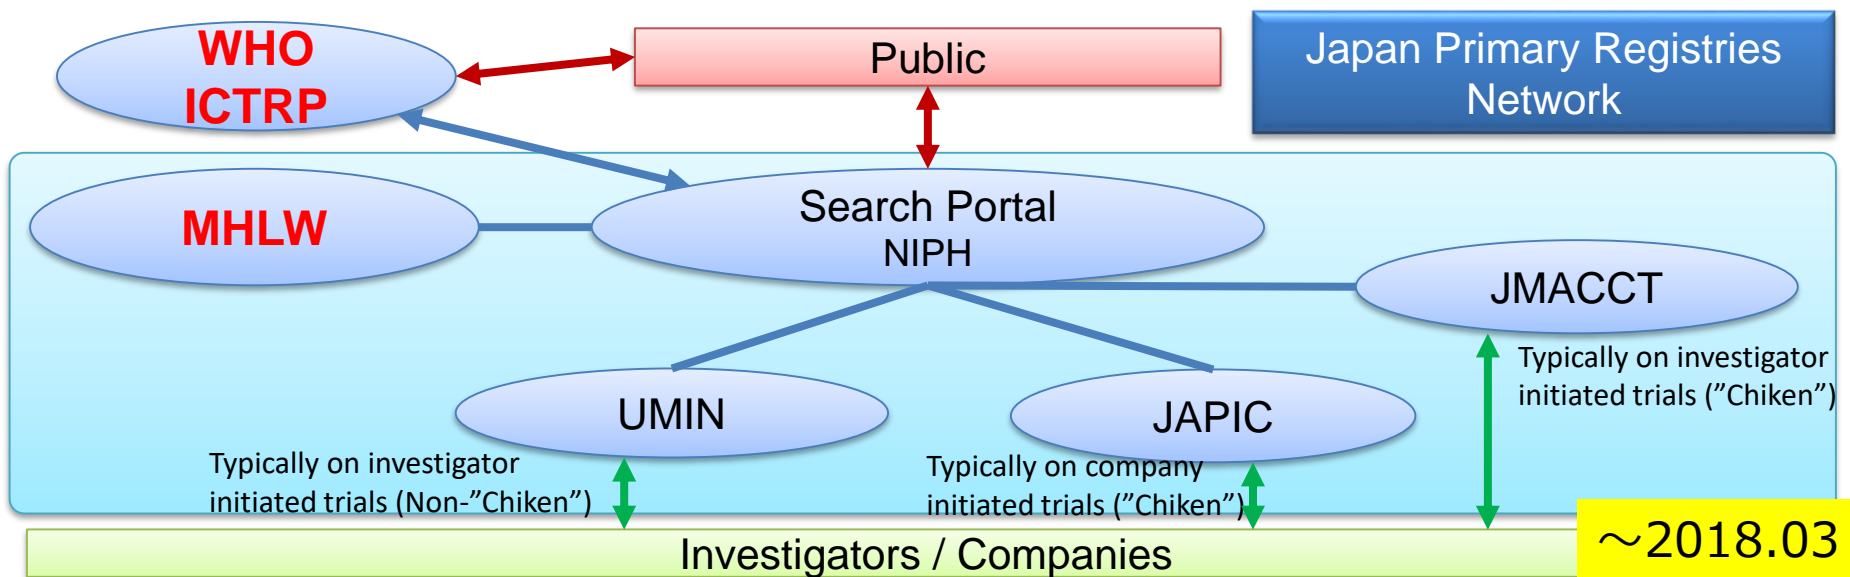 WHO
ICTRP
Public
Japan Primary Registries
Network
MHLW
Search Portal
NIPH
JMACCT
Typically on investigator
initiated trials (”Chiken”)
UMIN
JAPIC
Typically on investigator
initiated trials (Non-”Chiken”)
Typically on company
initiated trials (”Chiken”)
Investigators / Companies
～2018.03